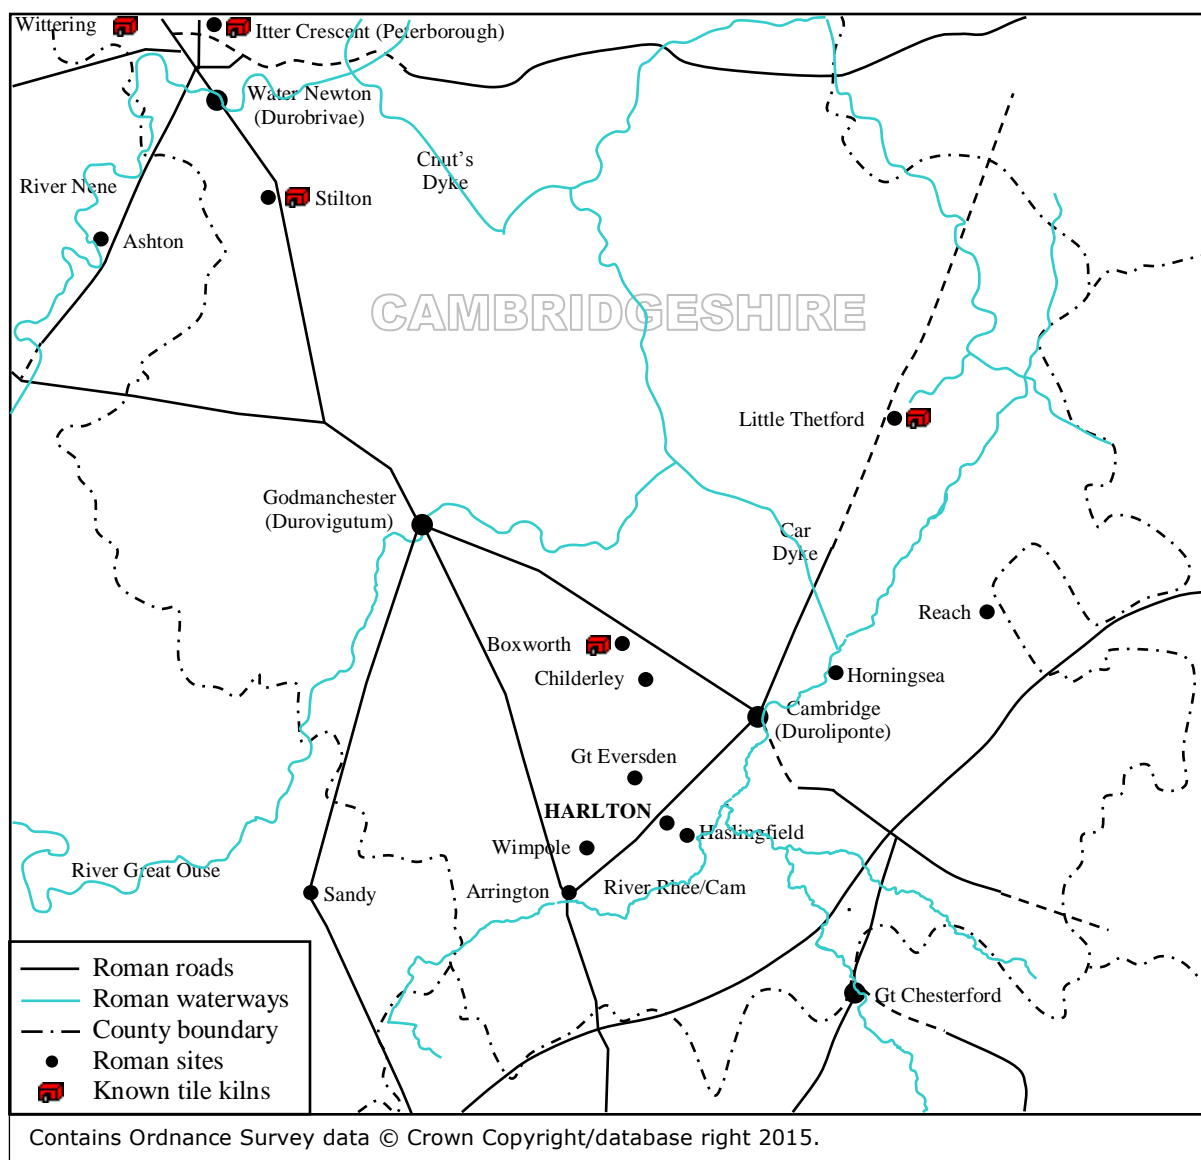 Wittering
Itter Crescent (Peterborough)
Water Newton
(Durobrivae)
Cnut's
Dyke
River Nene
Stilton
Ashton
CAMBRIDGESHIRE
Little Thetford
Godmanchester
(Durovigutum)
Car
Dyke
Reach
Boxworth
Childerley
Horningsea
Cambridge
(Duroliponte)
Gt Eversden
HARLTON
Haslingfield
Wimpole
River Great Ouse
Sandy
Arrington
River Rhee/Cam
Gt Chesterford
Roman roads
Roman waterways
County boundary
Roman sites
Known tile kilns
Contains Ordnance Survey data © Crown Copyright/database right 2015.